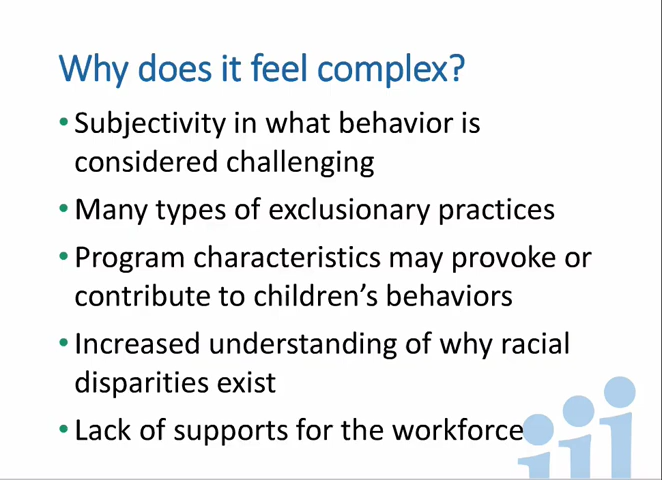 Why does it feel complex?
• Subjectivity in what behavior is
considered challenging
• Many types of exclusionary practices
• Program characteristics may provoke or
contribute to children’s behaviors
• Increased understanding of why racial
disparities exist
• Lack of supports for the workforce